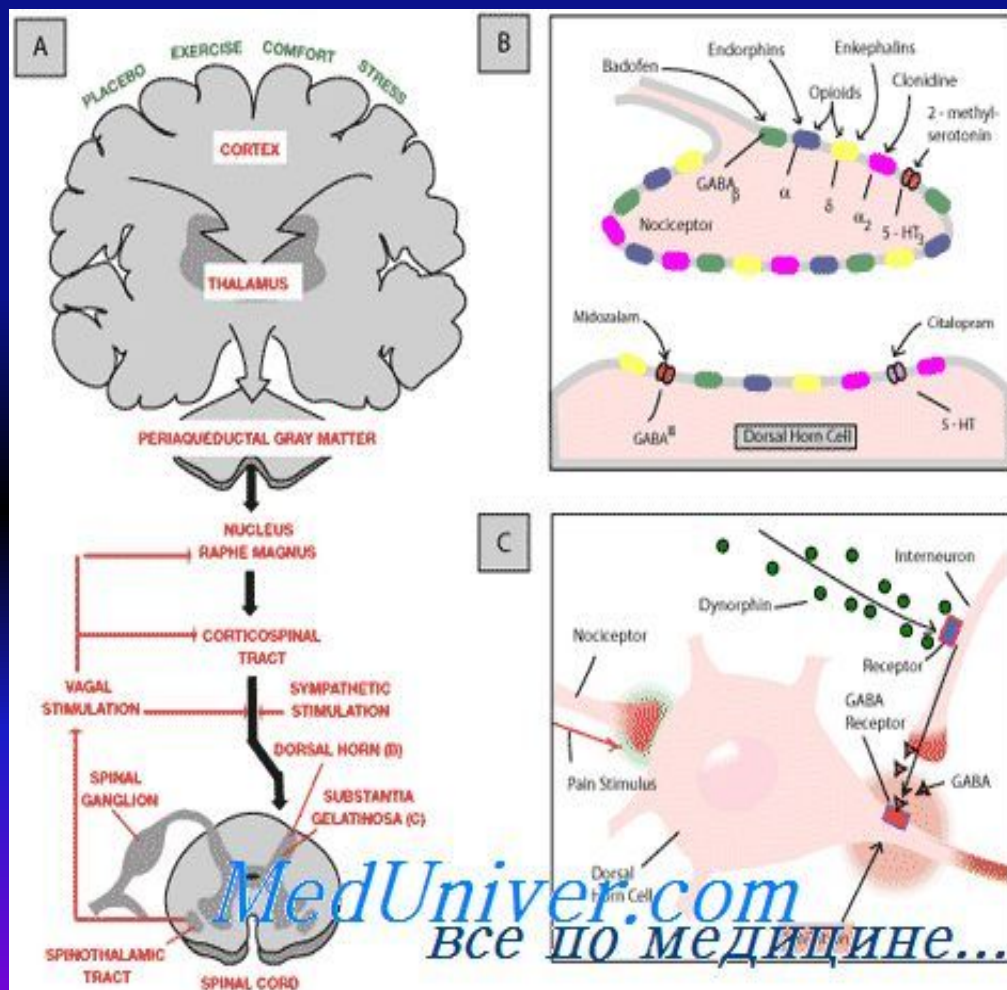 A
PLACEBO EXERCISE COMFORT STRESS
CORTEX
THALAMUS
PERIAQUEDUCTAL GRAY MATTER
NUCLEUS
RAPHE MAGNUS
CORTICOSPINAL
TRACT
VAGAL
STIMULATION
SYMPATHETIC
STIMULATION
DORSAL HORN (B)
SPINAL
GANGLION
SUBSTANTIA
GELATINOSA (C)
SPINOTHALAMIC
TRACT
SPINAL CORD
B
Endorphins
Enkephalins
Badofen
Opioids
Clonidine
2 - methyl-
serotonin
GABA β
α
δ
α2
5 - HT3
Nociceptor
Midozalam
Citalopram
GABA
5 - HT
Dorsal Horn Cell
C
Interneuron
Dynorphin
Nociceptor
Receptor
GABA
Receptor
GABA
Pain Stimulus
Dorsal
Horn Cell
MedUniver.com
все по медицине...